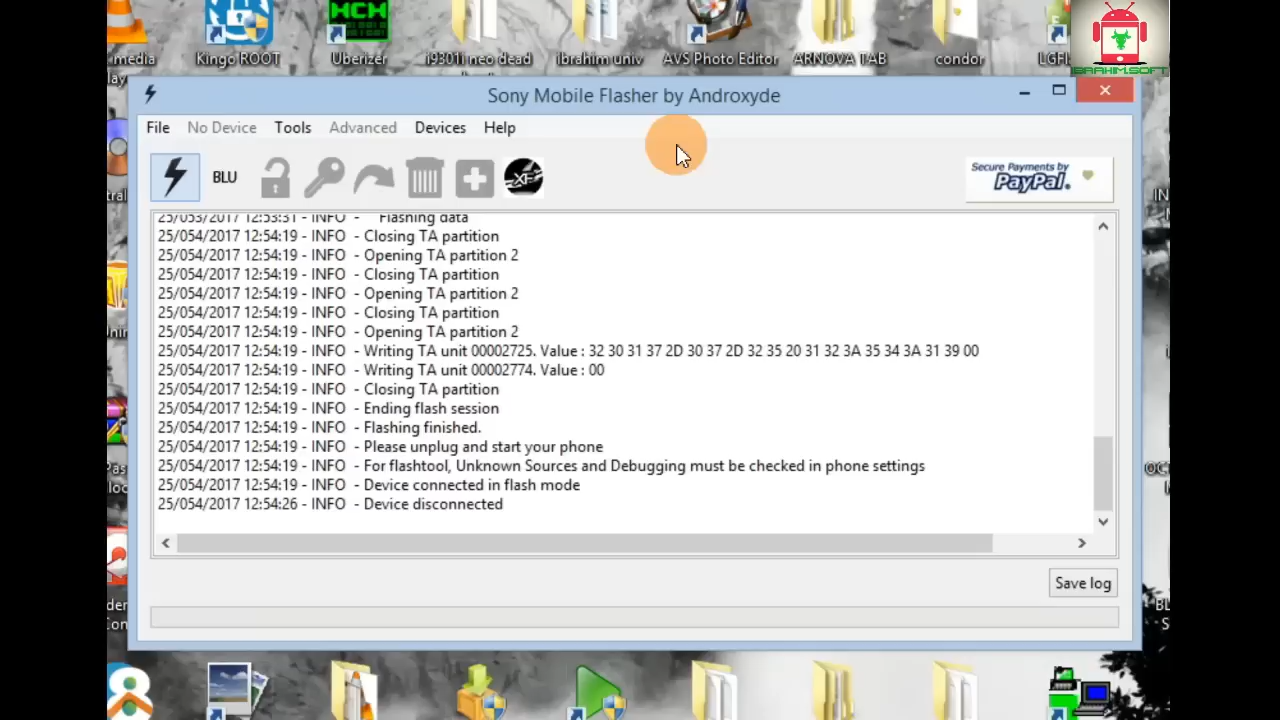 media
Kingo ROOT
Uberizer
i9301i neo dead
ibrahim univ
AVS Photo Editor
ARNOVA TAB
condor
IBRAHIM.SOFT
Sony Mobile Flasher by Androxyde
File
No Device
Tools
Advanced
Devices
Help
BLU
Secure Payments by
PayPal.
25/053/2017 12:53:31 - INFO - Flashing data
25/054/2017 12:54:19 - INFO - Closing TA partition
25/054/2017 12:54:19 - INFO - Opening TA partition 2
25/054/2017 12:54:19 - INFO - Closing TA partition
25/054/2017 12:54:19 - INFO - Opening TA partition 2
25/054/2017 12:54:19 - INFO - Closing TA partition
25/054/2017 12:54:19 - INFO - Opening TA partition 2
25/054/2017 12:54:19 - INFO - Writing TA unit 00002725. Value : 32 30 31 37 2D 30 37 2D 32 35 20 31 32 3A 35 34 3A 31 39 00
25/054/2017 12:54:19 - INFO - Writing TA unit 00002774. Value : 00
25/054/2017 12:54:19 - INFO - Closing TA partition
25/054/2017 12:54:19 - INFO - Ending flash session
25/054/2017 12:54:19 - INFO - Flashing finished.
25/054/2017 12:54:19 - INFO - Please unplug and start your phone
25/054/2017 12:54:19 - INFO - For flashtool, Unknown Sources and Debugging must be checked in phone settings
25/054/2017 12:54:19 - INFO - Device connected in flash mode
25/054/2017 12:54:26 - INFO - Device disconnected
Save log